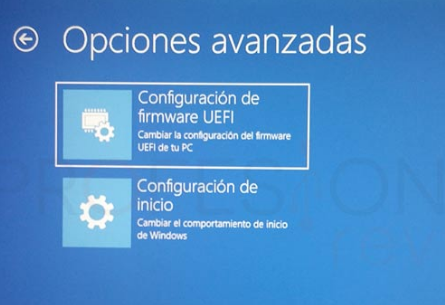 Opciones avanzadas
Configuración de
firmware UEFI
Cambiar la configuración del firmware
UEFI de tu PC
Configuración de
inicio
Cambiar el comportamiento de inicio
de Windows